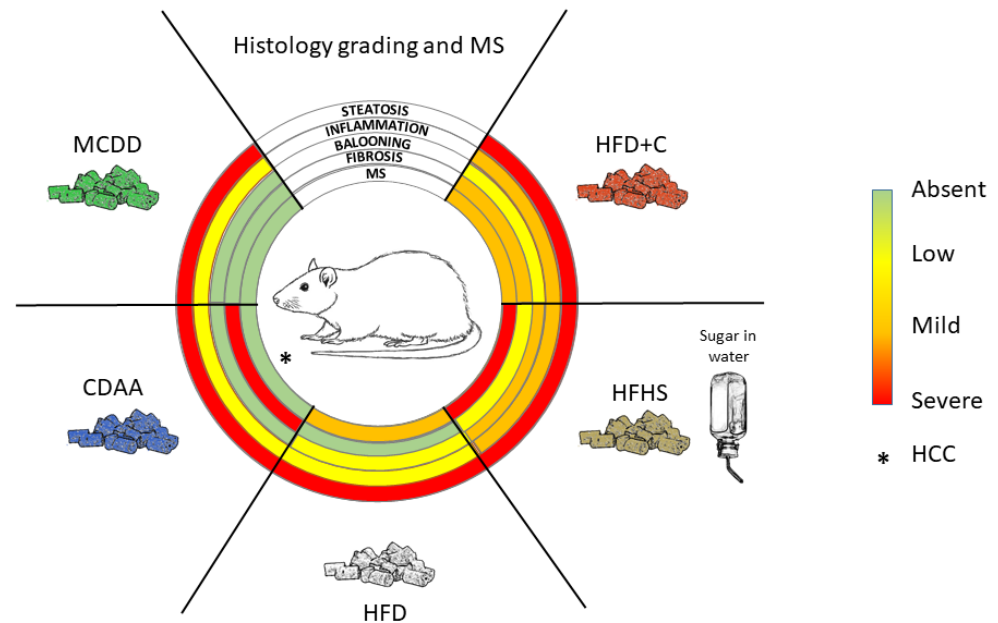 Histology grading and MS
STEATOSIS
INFLAMMATION
BALOONING
FIBROSIS
MS
MCDD
HFD+C
Absent
Low
Mild
Severe
* HCC
Sugar in
water
CDAA
HFHS
*
HFD